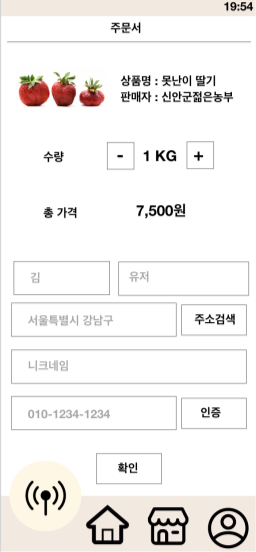 19:54
주문서
상품명 : 못난이 딸기
판매자 : 신안군젊은농부
수량 - 1 KG +
총 가격 7,500원
김 유저
서울특별시 강남구 주소검색
니크네임
010-1234-1234 인증
확인